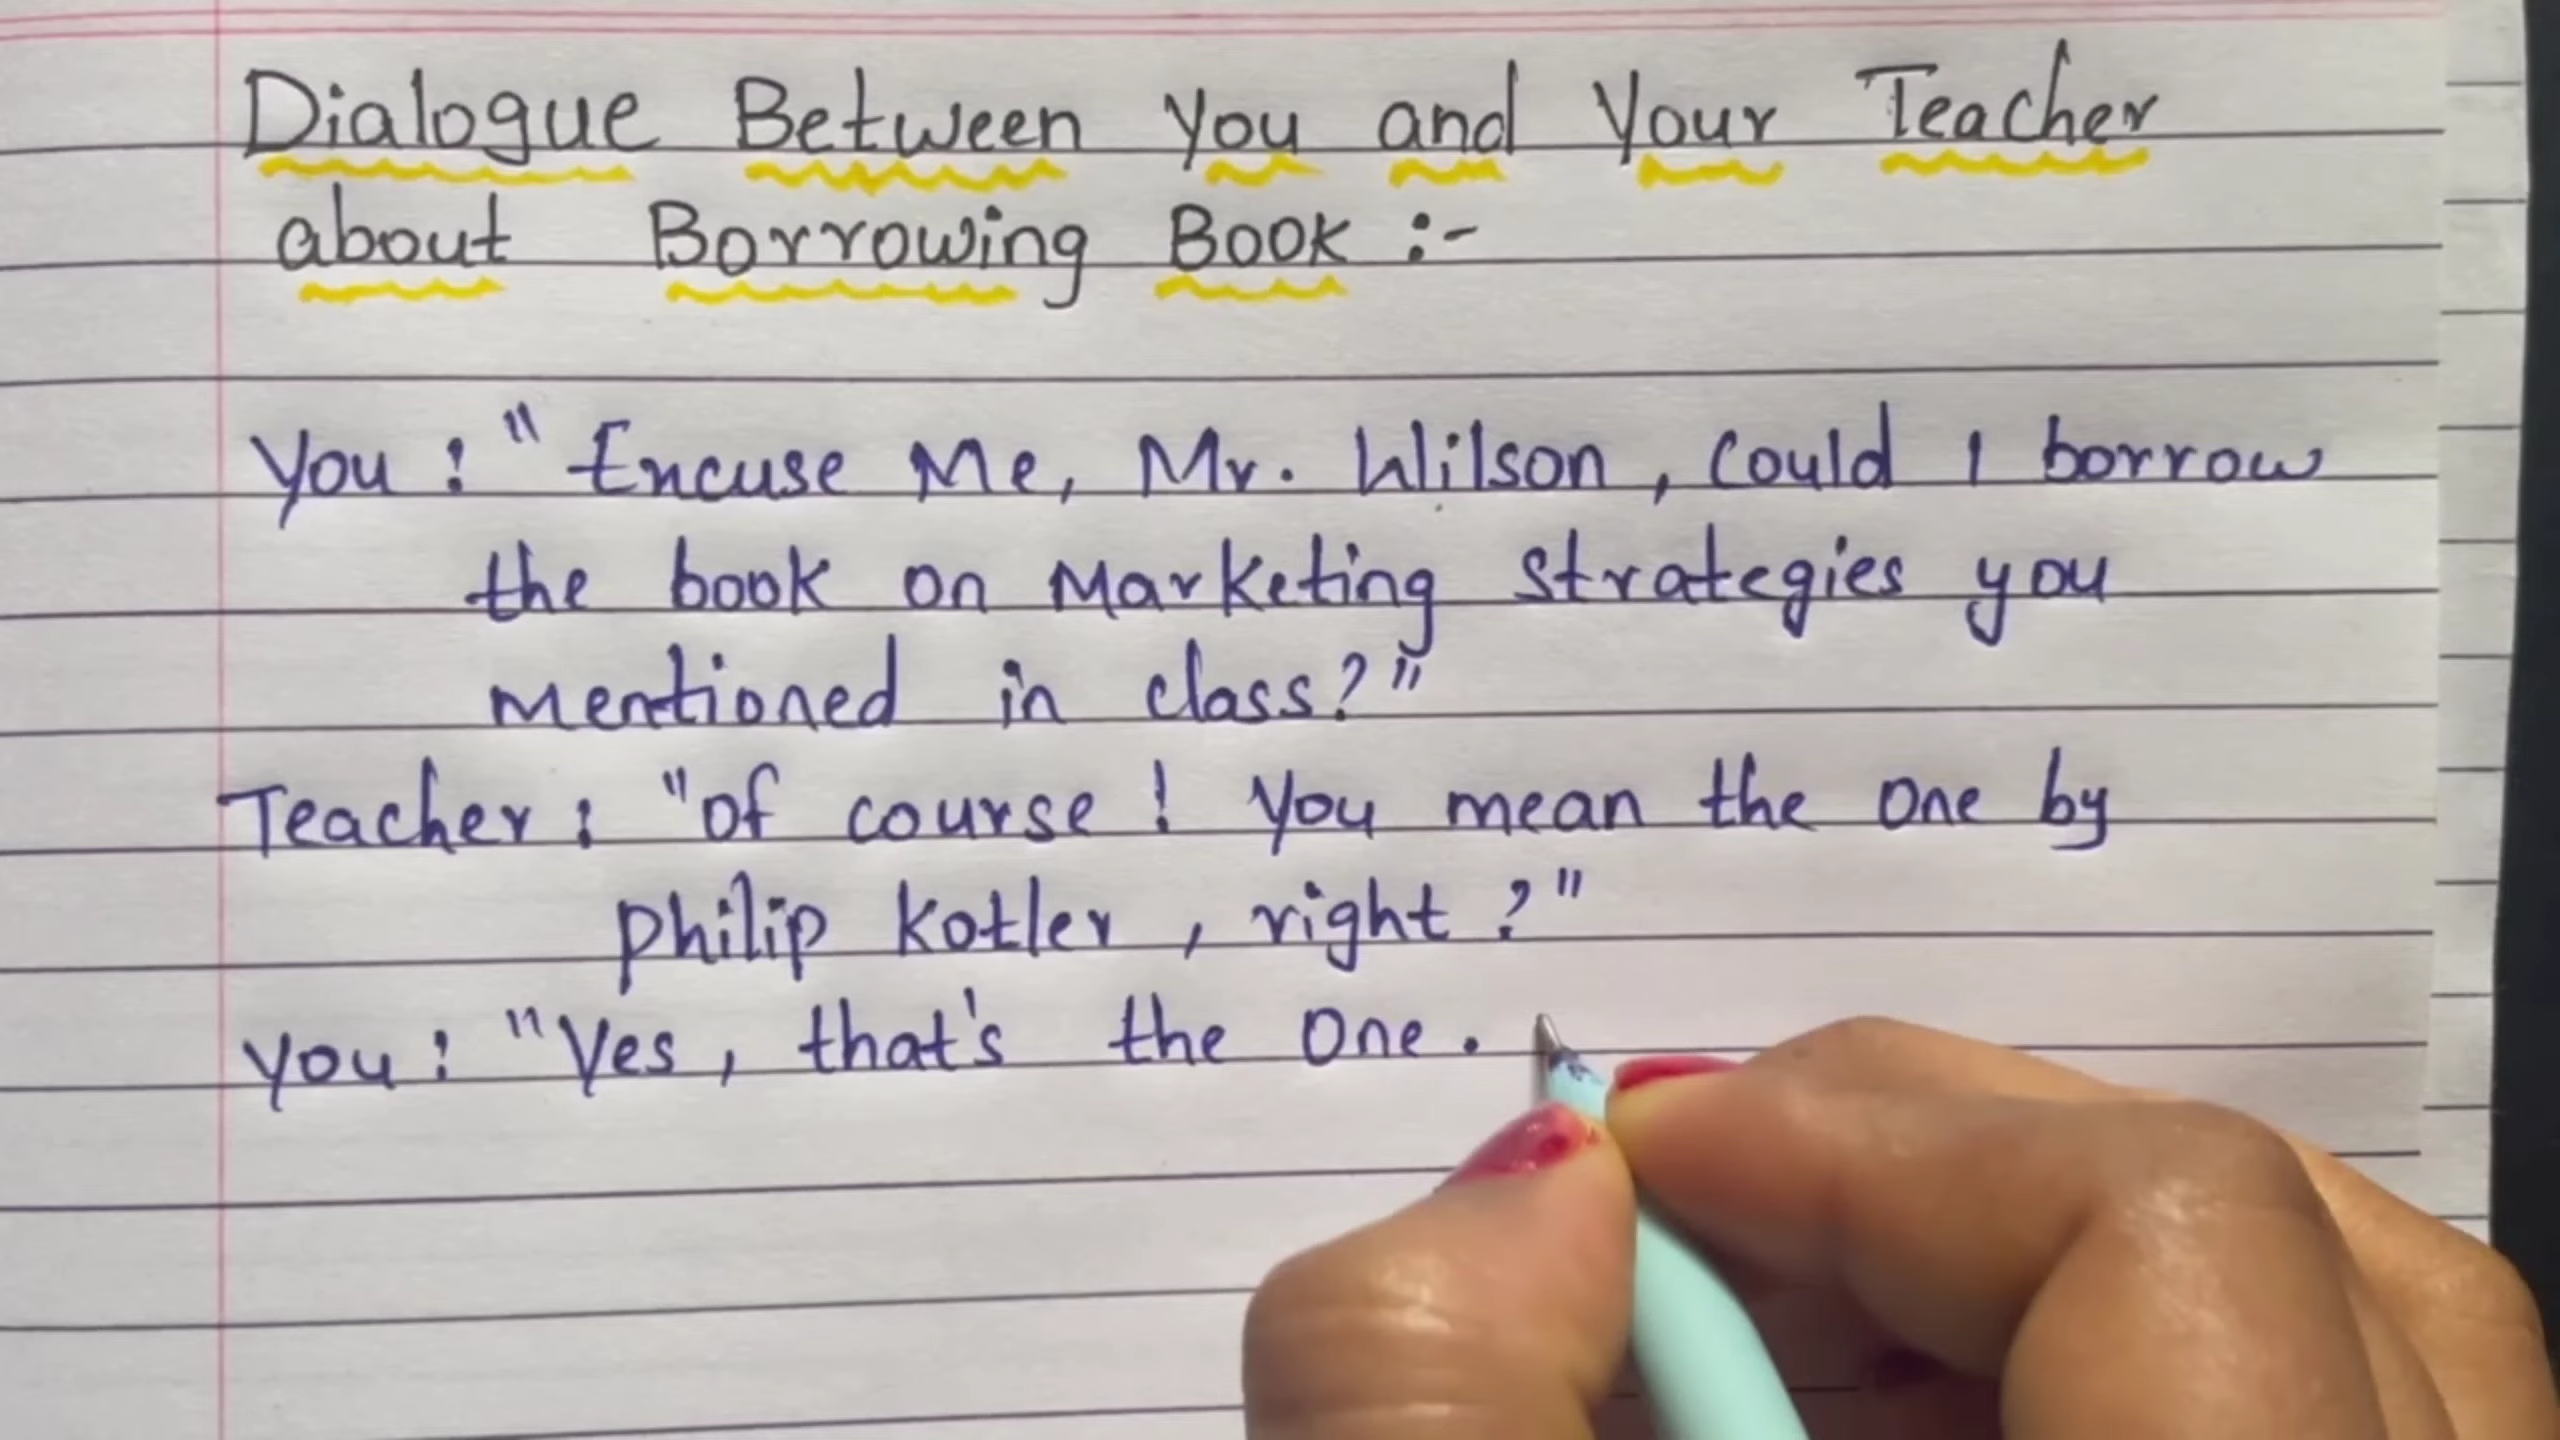 Dialogue Between You and Your Teacher
about Borrowing Book :-
You : "Excuse Me, Mr. Wilson, Could I borrow
the book on Marketing Strategies you
mentioned in class?"
Teacher : "Of course ! You mean the one by
Philip Kotler, right ?"
You : "Yes, that's the one.